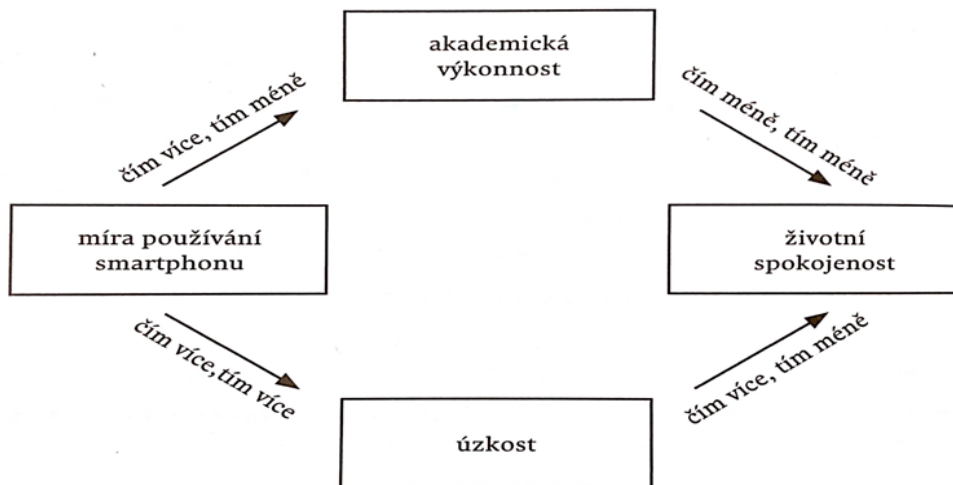 akademická
výkonnost
čím více, tím méně
čím méně, tím méně
míra používání
smartphonu
životní
spokojenost
čím více, tím více
čím více, tím méně
úzkost